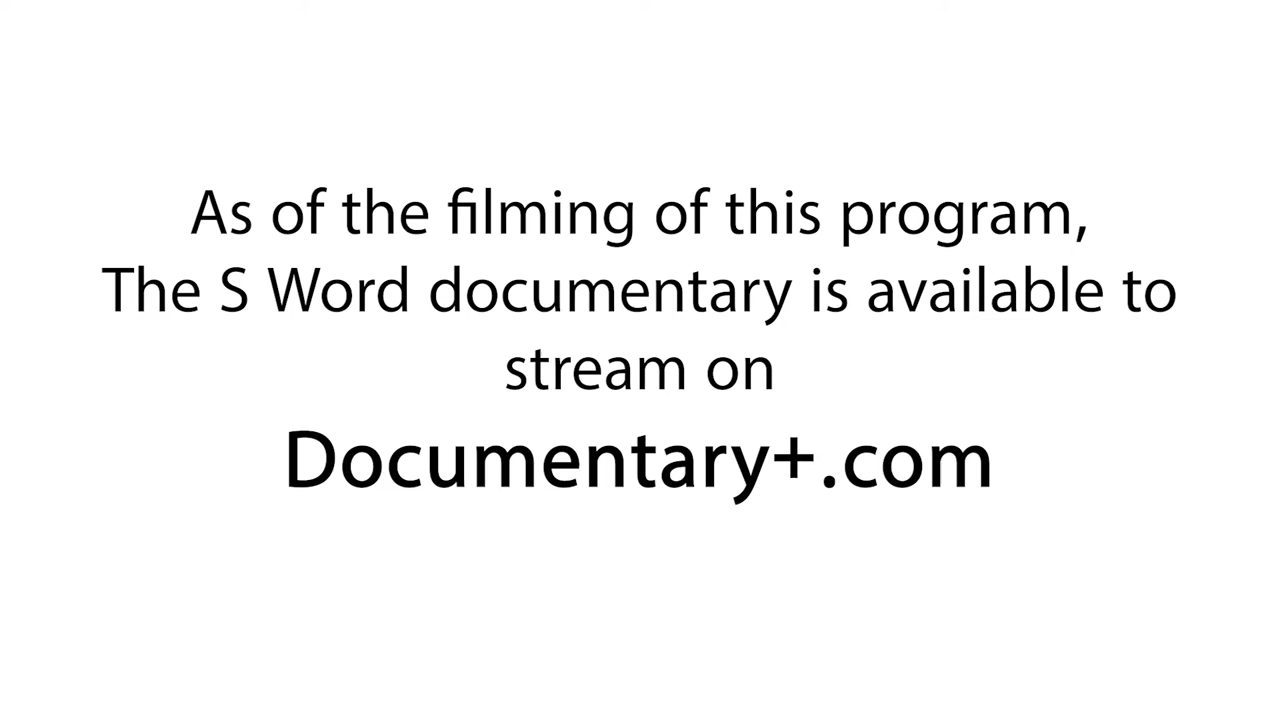 As of the filming of this program,
The S Word documentary is available to
stream on
Documentary+.com